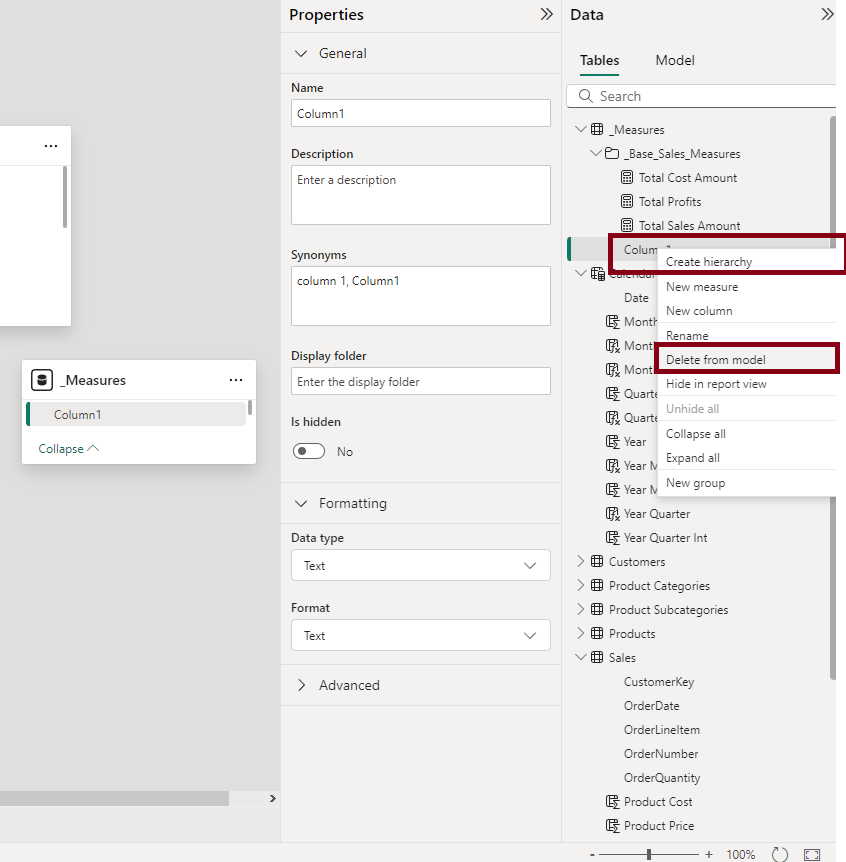 Properties
General
Name
Column1
Description
Enter a description
Synonyms
column 1, Column1
Display folder
Enter the display folder
Is hidden
No
Formatting
Data type
Text
Format
Text
Advanced
_Measures
Column1
Collapse
Data
Tables
Model
Search
_Measures
_Base_Sales_Measures
Total Cost Amount
Total Profits
Total Sales Amount
Column1
Calendar
Date
Month
Mont
Mont
Quarte
Quarte
Year
Year M
Year M
Year Quarter
Year Quarter Int
Customers
Product Categories
Product Subcategories
Products
Sales
CustomerKey
OrderDate
OrderLineItem
OrderNumber
OrderQuantity
Product Cost
Product Price
Create hierarchy
New measure
New column
Rename
Delete from model
Hide in report view
Unhide all
Collapse all
Expand all
New group
- + 100%